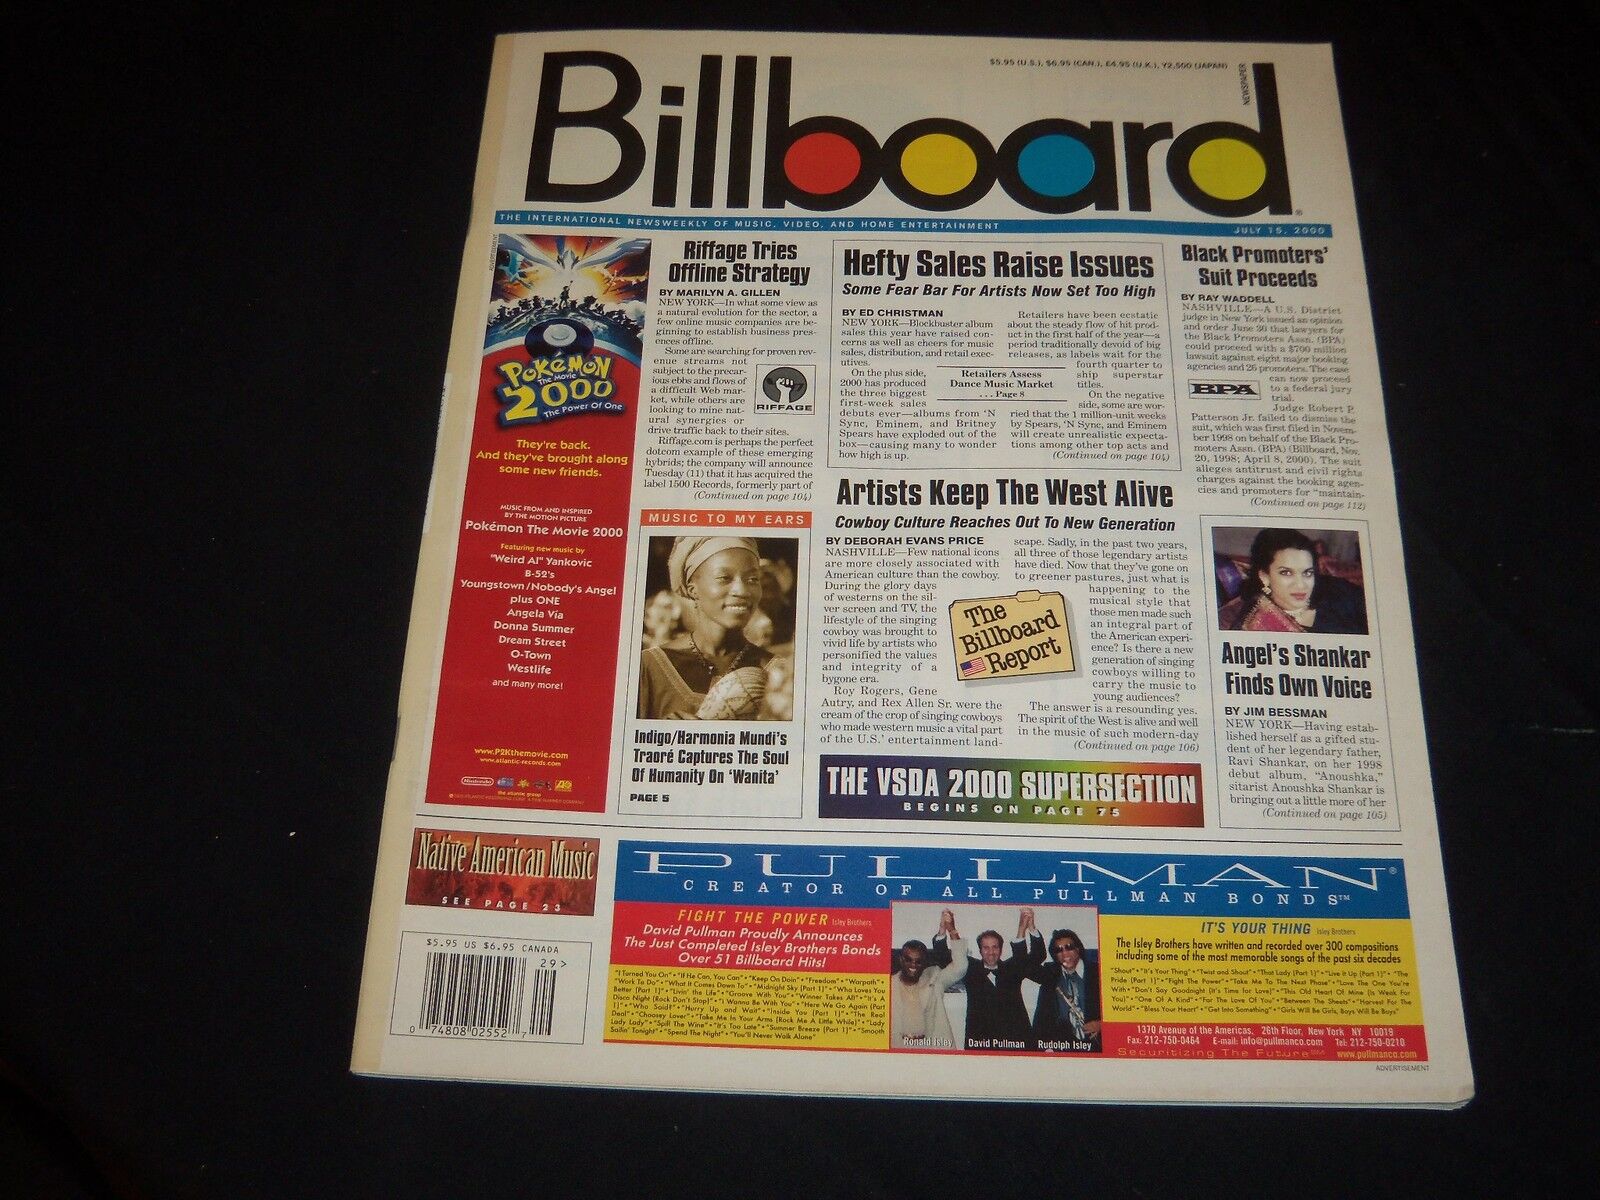 $5.95 (U.S.), $6.95 (CAN.), £4.95 (U.K.), Y2,500 (JAPAN)
NEWSPAPER
Billboard
THE INTERNATIONAL NEWSWEEKLY OF MUSIC, VIDEO, AND HOME ENTERTAINMENT
JULY 15, 2000
ADVERTISEMENT
POKéMON
The Movie
2000
The Power Of One
They're back.
And they've brought along
some new friends.
MUSIC FROM AND INSPIRED
BY THE MOTION PICTURE
Pokémon The Movie 2000
Featuring new music by
"Weird Al" Yankovic
B-52's
Youngstown/Nobody's Angel
plus ONE
Angela Via
Donna Summer
Dream Street
O-Town
Westlife
and many more!
www.P2Kthemovie.com
www.atlantic-records.com
Nintendo
the atlantic group
Riffage Tries
Offline Strategy
BY MARILYN A. GILLEN
NEW YORK—In what some view as
a natural evolution for the sector, a
few online music companies are be-
ginning to establish business pres-
ences offline.
Some are searching for proven rev-
enue streams not
subject to the precar-
ious ebbs and flows of
a difficult Web mar-
ket, while others are
looking to mine nat-
ural synergies or
drive traffic back to their sites.
RIFFAGE
Riffage.com is perhaps the perfect
dotcom example of these emerging
hybrids; the company will announce
Tuesday (11) that it has acquired the
label 1500 Records, formerly part of
(Continued on page 104)
MUSIC TO MY EARS
Indigo/Harmonia Mundi's
Traoré Captures The Soul
Of Humanity On 'Wanita'
PAGE 5
Hefty Sales Raise Issues
Some Fear Bar For Artists Now Set Too High
BY ED CHRISTMAN
NEW YORK—Blockbuster album
sales this year have raised con-
cerns as well as cheers for music
sales, distribution, and retail exec-
utives.
On the plus side,
2000 has produced
the three biggest
first-week sales
debuts ever—albums from 'N
Sync, Eminem, and Britney
Spears have exploded out of the
box—causing many to wonder
how high is up.
Retailers Assess
Dance Music Market
. . . Page 8
Retailers have been ecstatic
about the steady flow of hit prod-
uct in the first half of the year—a
period traditionally devoid of big
releases, as labels wait for the
fourth quarter to
ship superstar
titles.
On the negative
side, some are wor-
ried that the 1 million-unit weeks
by Spears, 'N Sync, and Eminem
will create unrealistic expecta-
tions among other top acts and
(Continued on page 104)
Artists Keep The West Alive
Cowboy Culture Reaches Out To New Generation
BY DEBORAH EVANS PRICE
NASHVILLE—Few national icons
are more closely associated with
American culture than the cowboy.
During the glory days
of westerns on the sil-
ver screen and TV, the
lifestyle of the singing
cowboy was brought to
vivid life by artists who
personified the values
and integrity of a
bygone era.
Roy Rogers, Gene
Autry, and Rex Allen Sr. were the
cream of the crop of singing cowboys
who made western music a vital part
of the U.S.' entertainment land-
The
Billboard
Report
scape. Sadly, in the past two years,
all three of those legendary artists
have died. Now that they've gone on
to greener pastures, just what is
happening to the
musical style that
those men made such
an integral part of
the American experi-
ence? Is there a new
generation of singing
cowboys willing to
carry the music to
young audiences?
The answer is a resounding yes.
The spirit of the West is alive and well
in the music of such modern-day
(Continued on page 106)
THE VSDA 2000 SUPERSECTION
BEGINS ON PAGE 75
Black Promoters'
Suit Proceeds
BY RAY WADDELL
NASHVILLE—A U.S. District
judge in New York issued an opinion
and order June 30 that lawyers for
the Black Promoters Assn. (BPA)
could proceed with a $700 million
lawsuit against eight major booking
agencies and 26 promoters. The case
can now proceed
to a federal jury
trial.
BPA
Judge Robert P.
Patterson Jr. failed to dismiss the
suit, which was first filed in Novem-
ber 1998 on behalf of the Black Pro-
moters Assn. (BPA) (Billboard, Nov.
20, 1998; April 8, 2000). The suit
alleges antitrust and civil rights
charges against the booking agen-
cies and promoters for "maintain-
(Continued on page 112)
Angel's Shankar
Finds Own Voice
BY JIM BESSMAN
NEW YORK—Having estab-
lished herself as a gifted stu-
dent of her legendary father,
Ravi Shankar, on her 1998
debut album, "Anoushka,"
sitarist Anoushka Shankar is
bringing out a little more of her
(Continued on page 105)
Native American Music
SEE PAGE 23
$5.95 US $6.95 CANADA
29>
0 74808 02552 7
PULLMAN®
CREATOR OF ALL PULLMAN BONDS™
FIGHT THE POWER Isley Brothers
David Pullman Proudly Announces
The Just Completed Isley Brothers Bonds
Over 51 Billboard Hits!
"I Turned You On" • "If He Can, You Can" • "Keep On Doin" • "Freedom" • "Warpath" •
"Work To Do" • "What It Comes Down To" • "Midnight Sky (Part 1)" • "Who Loves You
Better (Part 1)" • "Livin' the Life" • "Groove With You" • "Winner Takes All" • "It's A
Disco Night (Rock Don't Stop)" • "I Wanna Be With You" • "Here We Go Again (Part
1)" • "Who Said?" • "Hurry Up and Wait" • "Inside You (Part 1)" • "The Real
Deal" • "Choosey Lover" • "Take Me In Your Arms (Rock Me A Little While)" • "Lady
Lady Lady" • "Spill The Wine" • "It's Too Late" • "Summer Breeze (Part 1)" • "Smooth
Sailin' Tonight" • "Spend The Night" • "You'll Never Walk Alone"
Ronald Isley
David Pullman
Rudolph Isley
IT'S YOUR THING Isley Brothers
The Isley Brothers have written and recorded over 300 compositions
including some of the most memorable songs of the past six decades
"Shout" • "It's Your Thing" • "Twist and Shout" • "That Lady (Part 1)" • "Live It Up (Part 1)" • "The
Pride (Part 1)" • "Fight the Power" • "Take Me To The Next Phase" • "Love The One You're
With" • "Don't Say Goodnight (It's Time for Love)" • "This Old Heart Of Mine (Is Weak For
You)" • "One Of A Kind" • "For The Love Of You" • "Between The Sheets" • "Harvest For The
World" • "Bless Your Heart" • "Get Into Something" • "Girls Will Be Girls, Boys Will Be Boys"
1370 Avenue of the Americas, 26th Floor, New York NY 10019
Fax: 212-750-0464 E-mail: info@pullmanco.com Tel: 212-750-0210
Securitizing The Future℠ www.pullmanco.com
ADVERTISEMENT